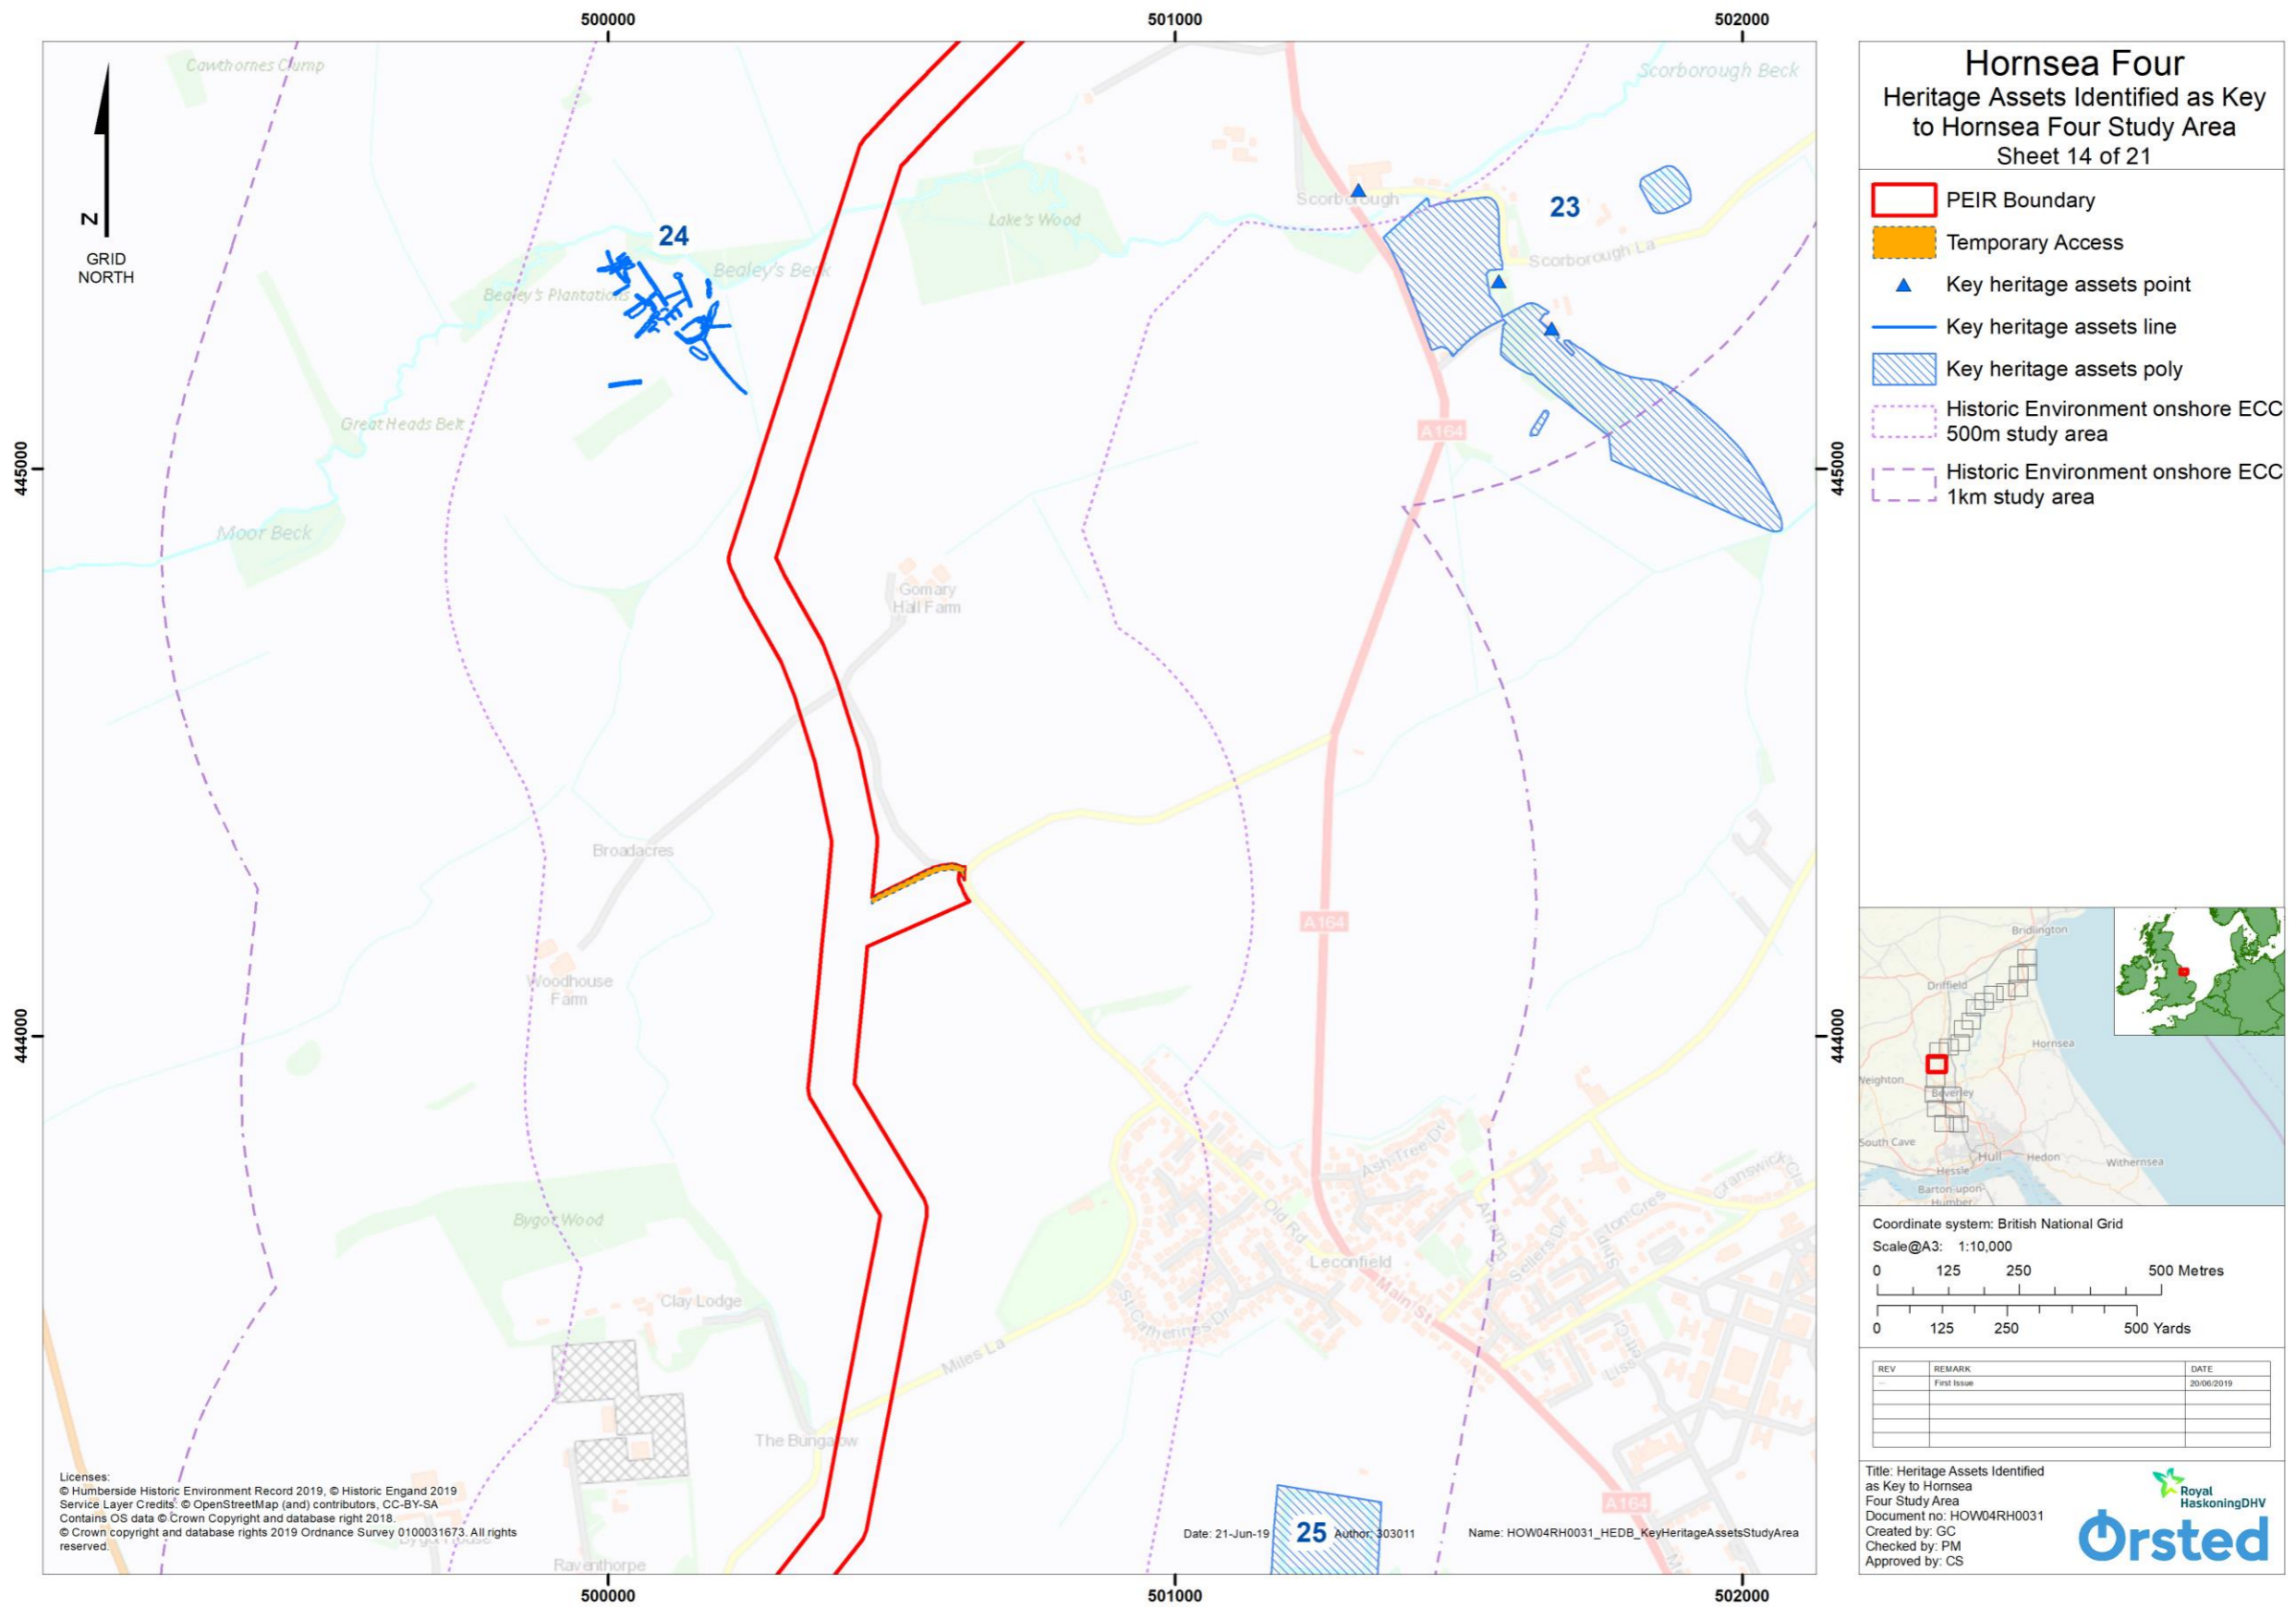 500000
501000
502000
Cawthornes Clump
Scorborough Beck
N
GRID
NORTH
24
23
Lake's Wood
Scorborough
Scorborough La
Bealey's Beck
Bealey's Plantations
Great Heads Belt
A164
445000
445000
Moor Beck
Gomary
Hall Farm
Broadacres
A164
Woodhouse
Farm
444000
444000
Ash-Tree Dr
Granswick Cl
Bygot Wood
Old Rd
Sellers Dr
Leconfield
Clay Lodge
Main St
St Catherines Dr
Miles La
The Bungalow
A164
25
Raventhorpe
Licenses:
© Humberside Historic Environment Record 2019, © Historic Engand 2019
Service Layer Credits: © OpenStreetMap (and) contributors, CC-BY-SA
Contains OS data © Crown Copyright and database right 2018.
© Crown copyright and database rights 2019 Ordnance Survey 0100031673. All rights
reserved.
Date: 21-Jun-19
Author: 303011
Name: HOW04RH0031_HEDB_KeyHeritageAssetsStudyArea
500000
501000
502000
Hornsea Four
Heritage Assets Identified as Key
to Hornsea Four Study Area
Sheet 14 of 21
PEIR Boundary
Temporary Access
Key heritage assets point
Key heritage assets line
Key heritage assets poly
Historic Environment onshore ECC
500m study area
Historic Environment onshore ECC
1km study area
Bridlington
Driffield
Hornsea
Weighton
Beverley
South Cave
Hull
Hedon
Withernsea
Hessle
Barton-upon-
Humber
Coordinate system: British National Grid
Scale@A3: 1:10,000
0 125 250 500 Metres
0 125 250 500 Yards
REV REMARK DATE
--- First Issue 20/06/2019
Title: Heritage Assets Identified
as Key to Hornsea
Four Study Area
Document no: HOW04RH0031
Created by: GC
Checked by: PM
Approved by: CS
Royal
HaskoningDHV
Orsted